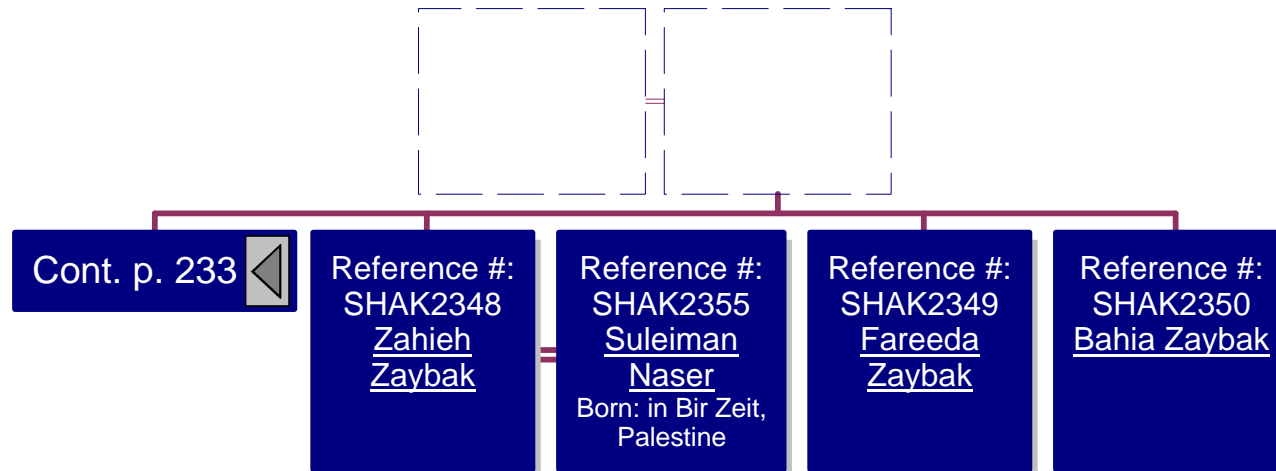 Cont. p. 233
Reference #:
SHAK2348
Zahieh
Zaybak
Reference #:
SHAK2355
Suleiman
Naser
Born: in Bir Zeit,
Palestine
Reference #:
SHAK2349
Fareeda
Zaybak
Reference #:
SHAK2350
Bahia Zaybak